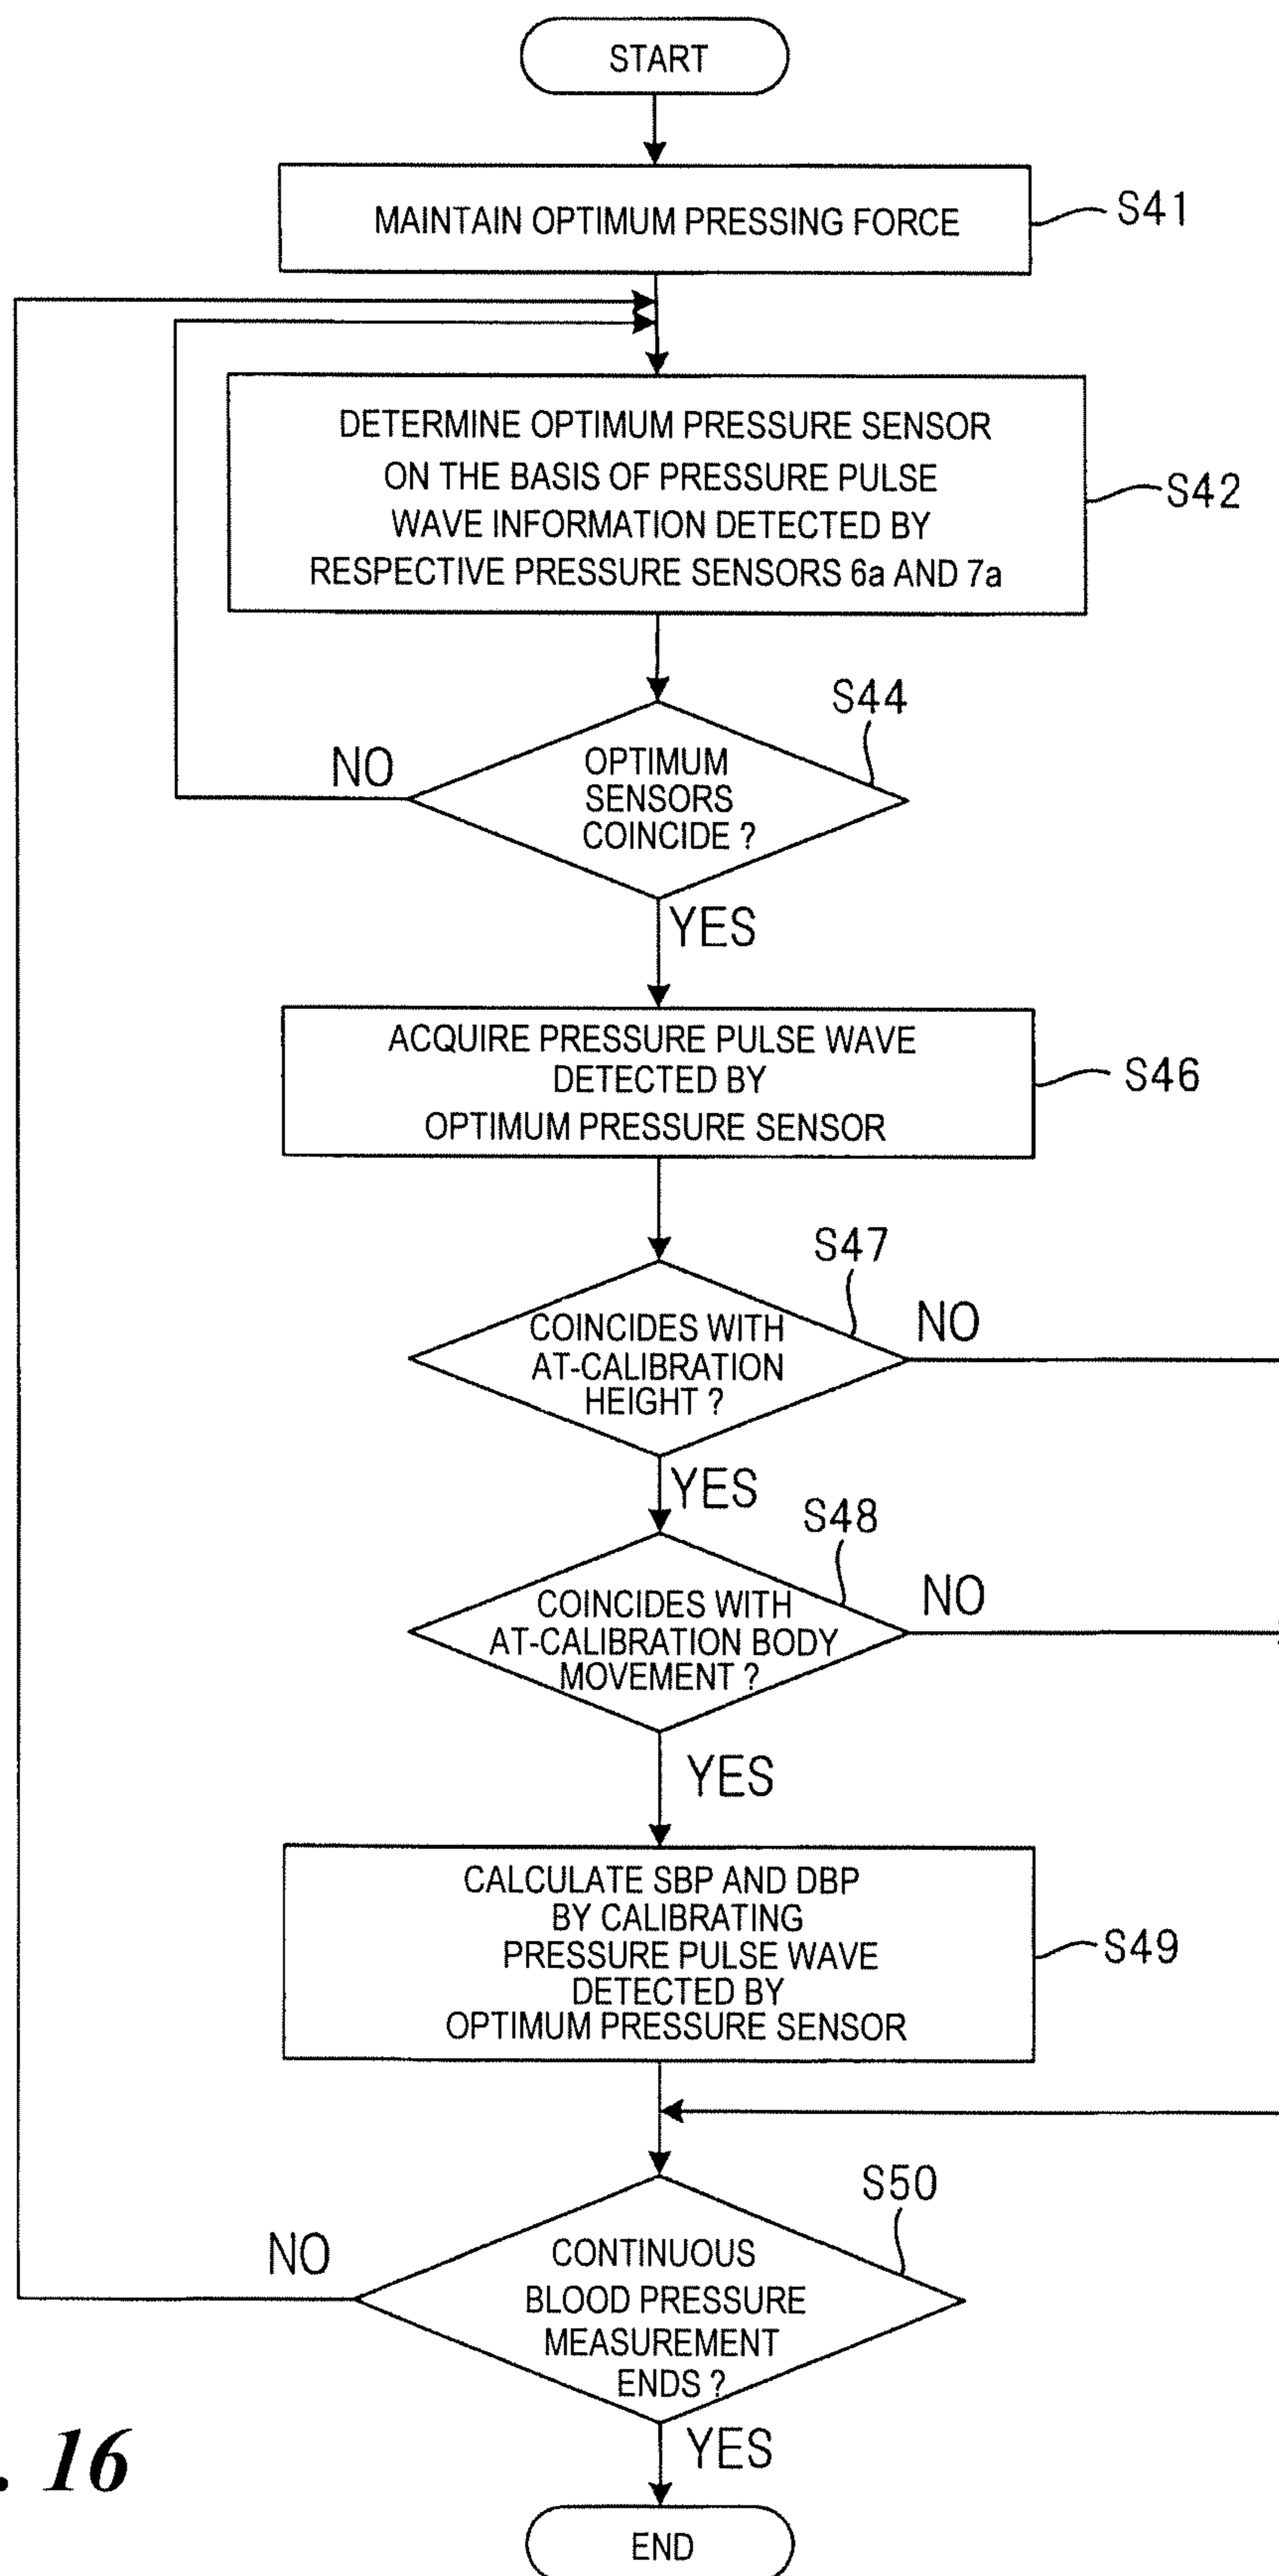 START
MAINTAIN OPTIMUM PRESSING FORCE
S41
DETERMINE OPTIMUM PRESSURE SENSOR
ON THE BASIS OF PRESSURE PULSE
WAVE INFORMATION DETECTED BY
RESPECTIVE PRESSURE SENSORS 6a AND 7a
S42
S44
OPTIMUM
SENSORS
COINCIDE ?
NO
YES
ACQUIRE PRESSURE PULSE WAVE
DETECTED BY
OPTIMUM PRESSURE SENSOR
S46
S47
COINCIDES WITH
AT-CALIBRATION
HEIGHT ?
NO
YES
S48
COINCIDES WITH
AT-CALIBRATION BODY
MOVEMENT ?
NO
YES
CALCULATE SBP AND DBP
BY CALIBRATING
PRESSURE PULSE WAVE
DETECTED BY
OPTIMUM PRESSURE SENSOR
S49
S50
CONTINUOUS
BLOOD PRESSURE
MEASUREMENT
ENDS ?
NO
YES
END
. 16